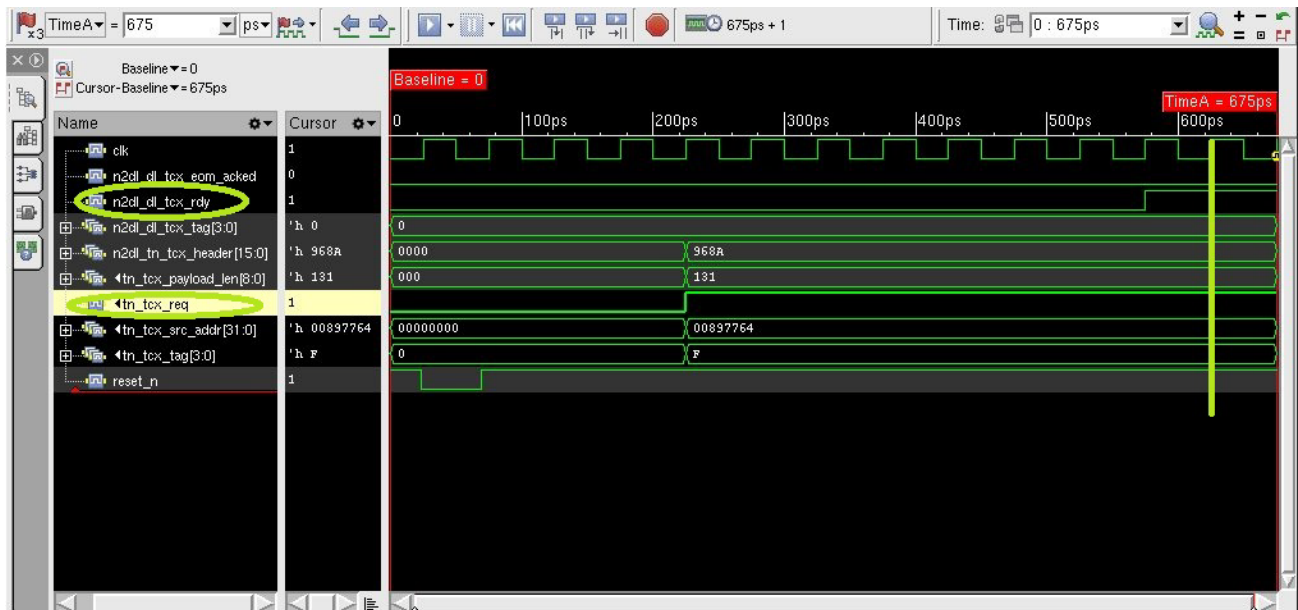 x3 TimeA = 675 ps 675ps + 1 Time: 0 : 675ps
Baseline = 0
Cursor-Baseline = 675ps
Baseline = 0
TimeA = 675ps
Name Cursor 0 100ps 200ps 300ps 400ps 500ps 600ps
clk 1
n2dl_dl_tcx_eom_acked 0
n2dl_dl_tcx_rdy 1
n2dl_dl_tcx_tag[3:0] 'h 0 0
n2dl_tn_tcx_header[15:0] 'h 968A 0000 968A
tn_tcx_payload_len[8:0] 'h 131 000 131
tn_tcx_req 1
tn_tcx_src_addr[31:0] 'h 00897764 00000000 00897764
tn_tcx_tag[3:0] 'h F 0 F
reset_n 1